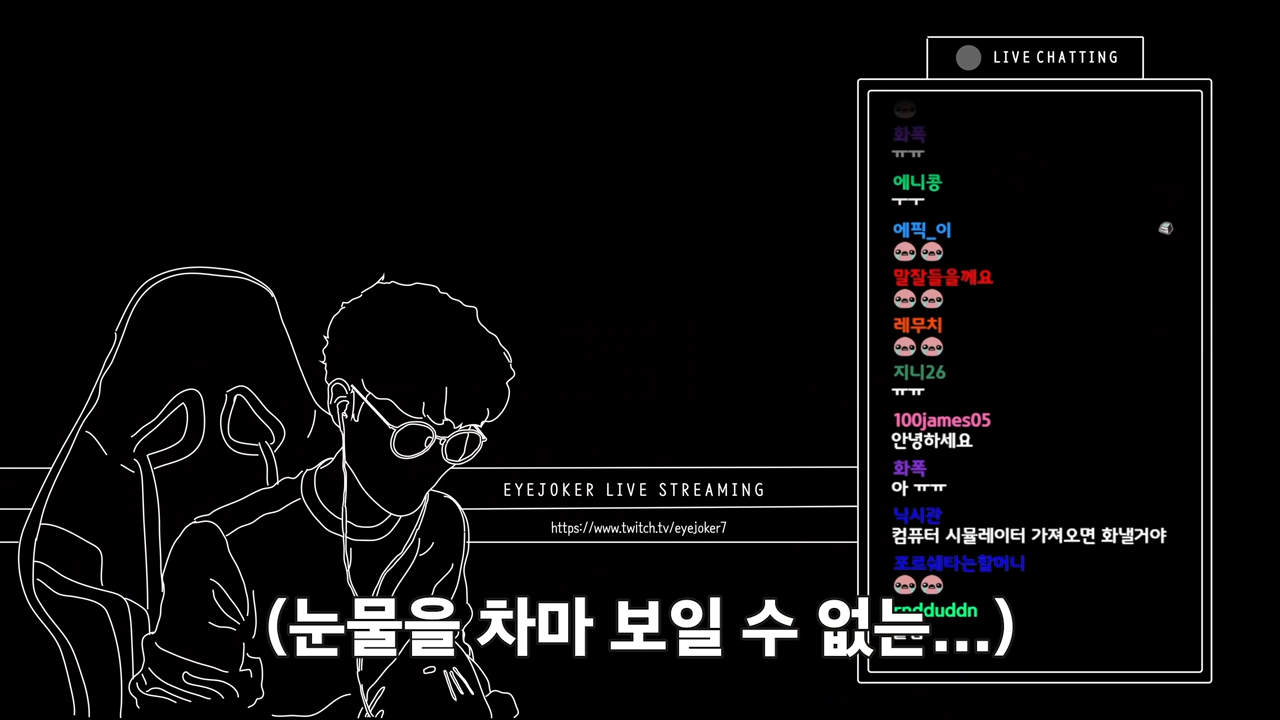 LIVE CHATTING
화폭
ㅠㅠ
에니콩
ㅜㅜ
에픽_이
말잘들을께요
레무치
지니26
ㅠㅠ
100james05
안녕하세요
화폭
아 ㅠㅠ
닉시관
컴퓨터 시뮬레이터 가져오면 화낼거야
포르쉐타는할머니
EYEJOKER LIVE STREAMING
https://www.twitch.tv/eyejoker7
(눈물을 차마 보일 수 없는...)